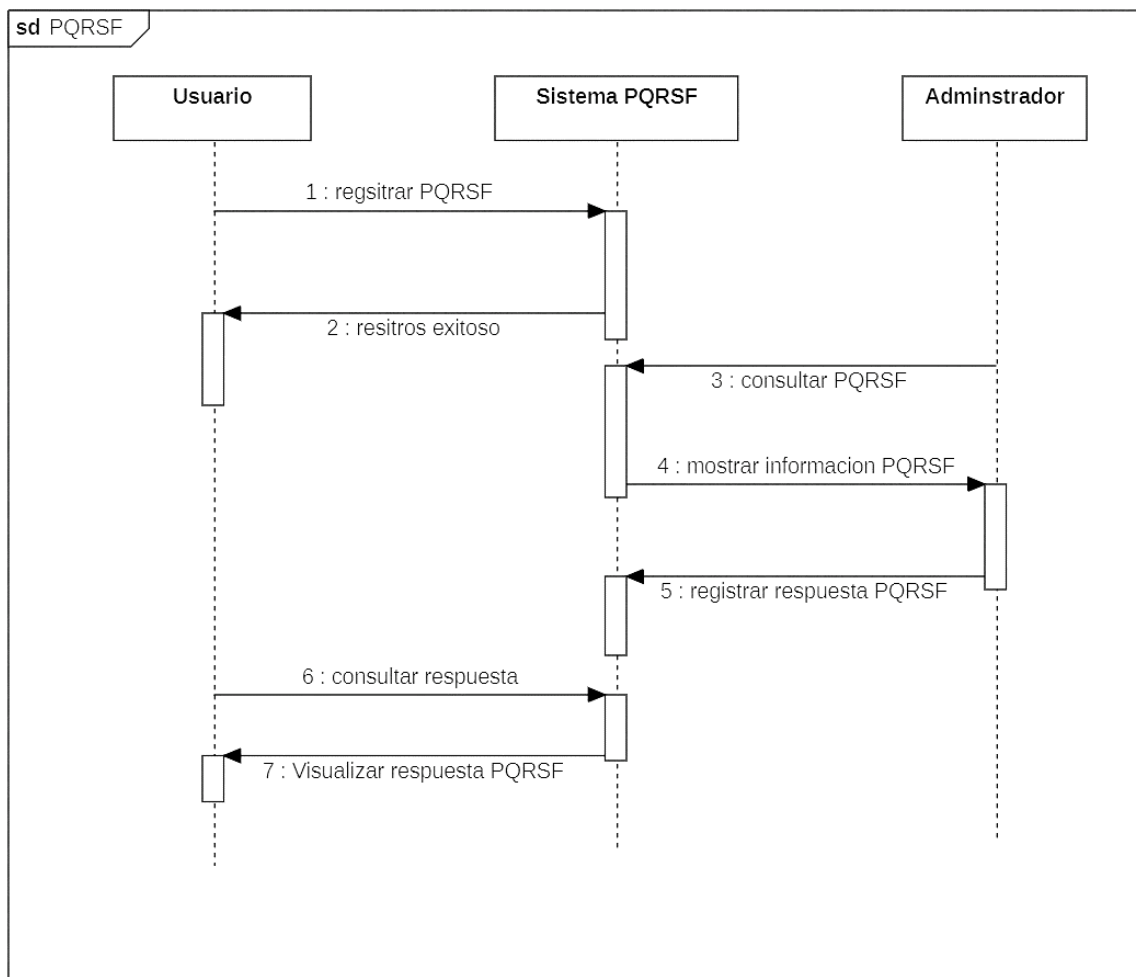 sd PQRSF
Usuario
Sistema PQRSF
Adminstrador
1 : regsitrar PQRSF
2 : resitros exitoso
3 : consultar PQRSF
4 : mostrar informacion PQRSF
5 : registrar respuesta PQRSF
6 : consultar respuesta
7 : Visualizar respuesta PQRSF